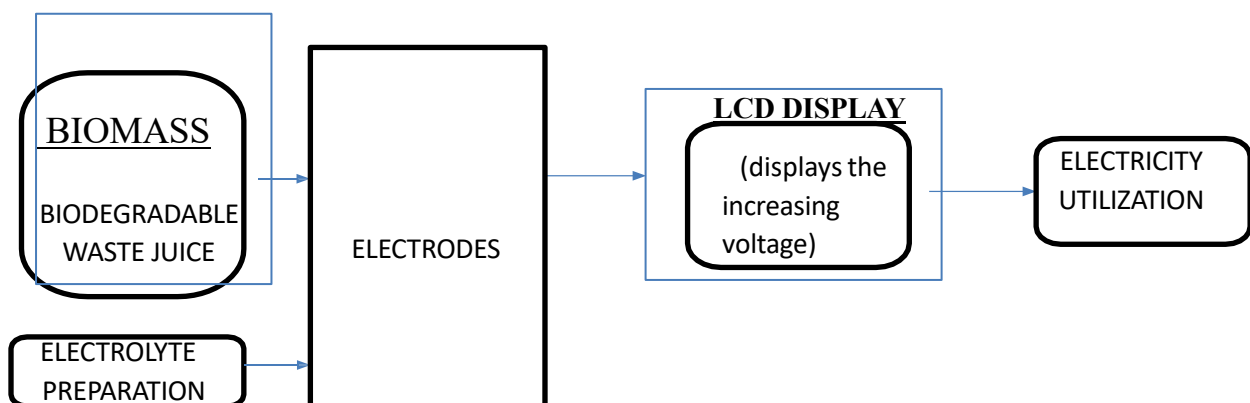 BIOMASS
BIODEGRADABLE
WASTE JUICE
ELECTROLYTE
PREPARATION
ELECTRODES
LCD DISPLAY
(displays the
increasing
voltage)
ELECTRICITY
UTILIZATION